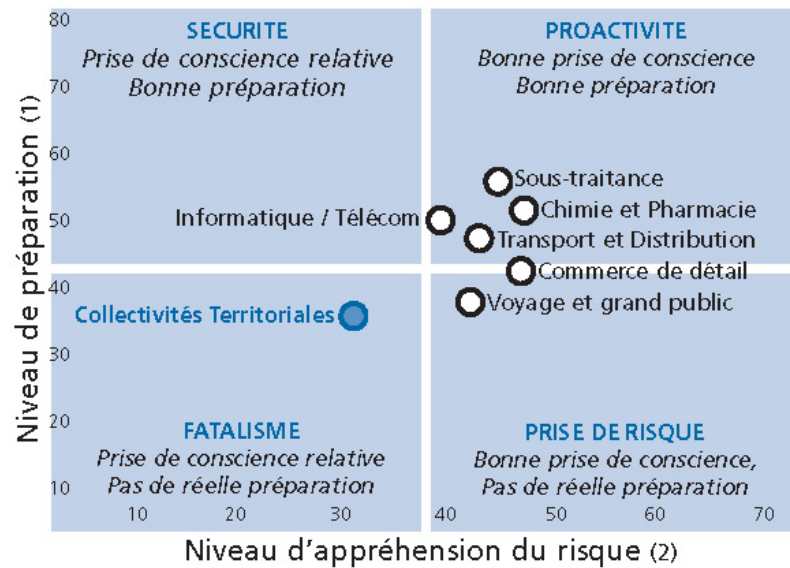 80
SECURITE
Prise de conscience relative
Bonne préparation
PROACTIVITE
Bonne prise de conscience
Bonne préparation
70
60
50
40
30
20
10
Niveau de préparation (1)
Sous-traitance
Informatique / Télécom
Chimie et Pharmacie
Transport et Distribution
Commerce de détail
Collectivités Territoriales
Voyage et grand public
FATALISME
Prise de conscience relative
Pas de réelle préparation
PRISE DE RISQUE
Bonne prise de conscience,
Pas de réelle préparation
10 20 30 40 50 60 70
Niveau d'appréhension du risque (2)